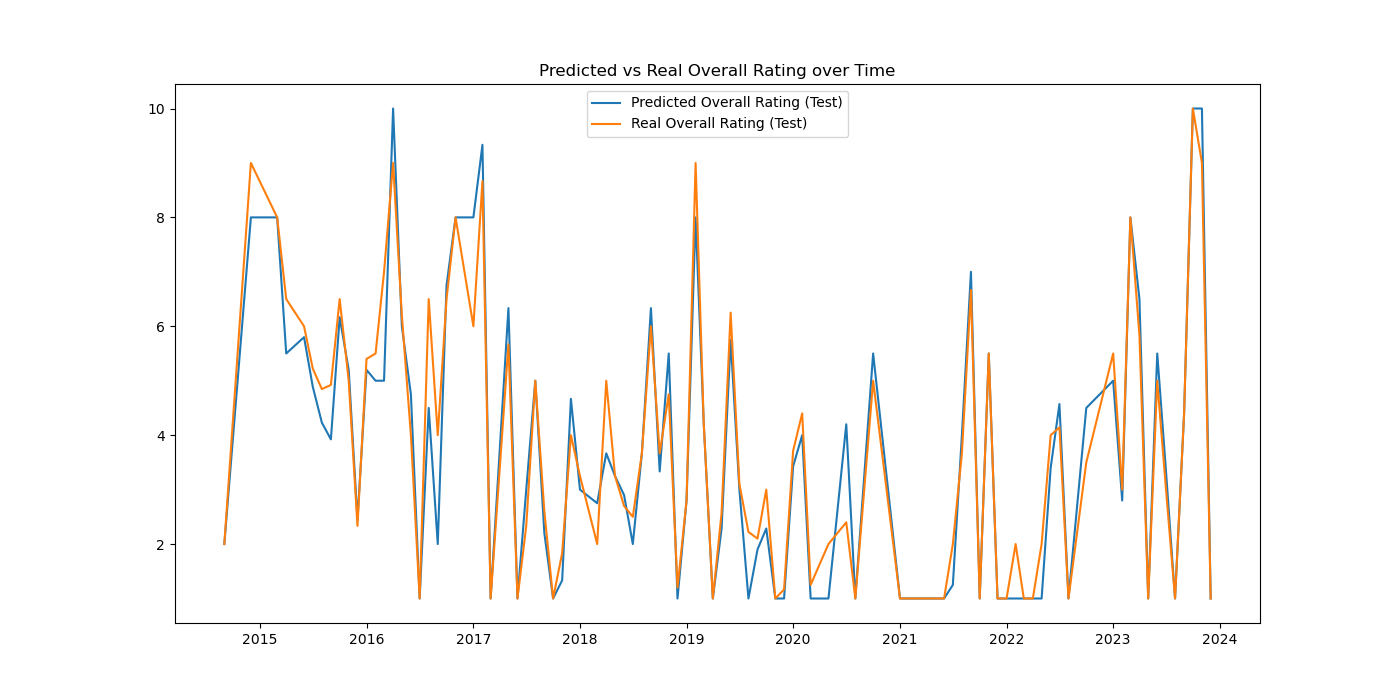 Predicted vs Real Overall Rating over Time
Predicted Overall Rating (Test)
Real Overall Rating (Test)
10
8
6
4
2
2015 2016 2017 2018 2019 2020 2021 2022 2023 2024